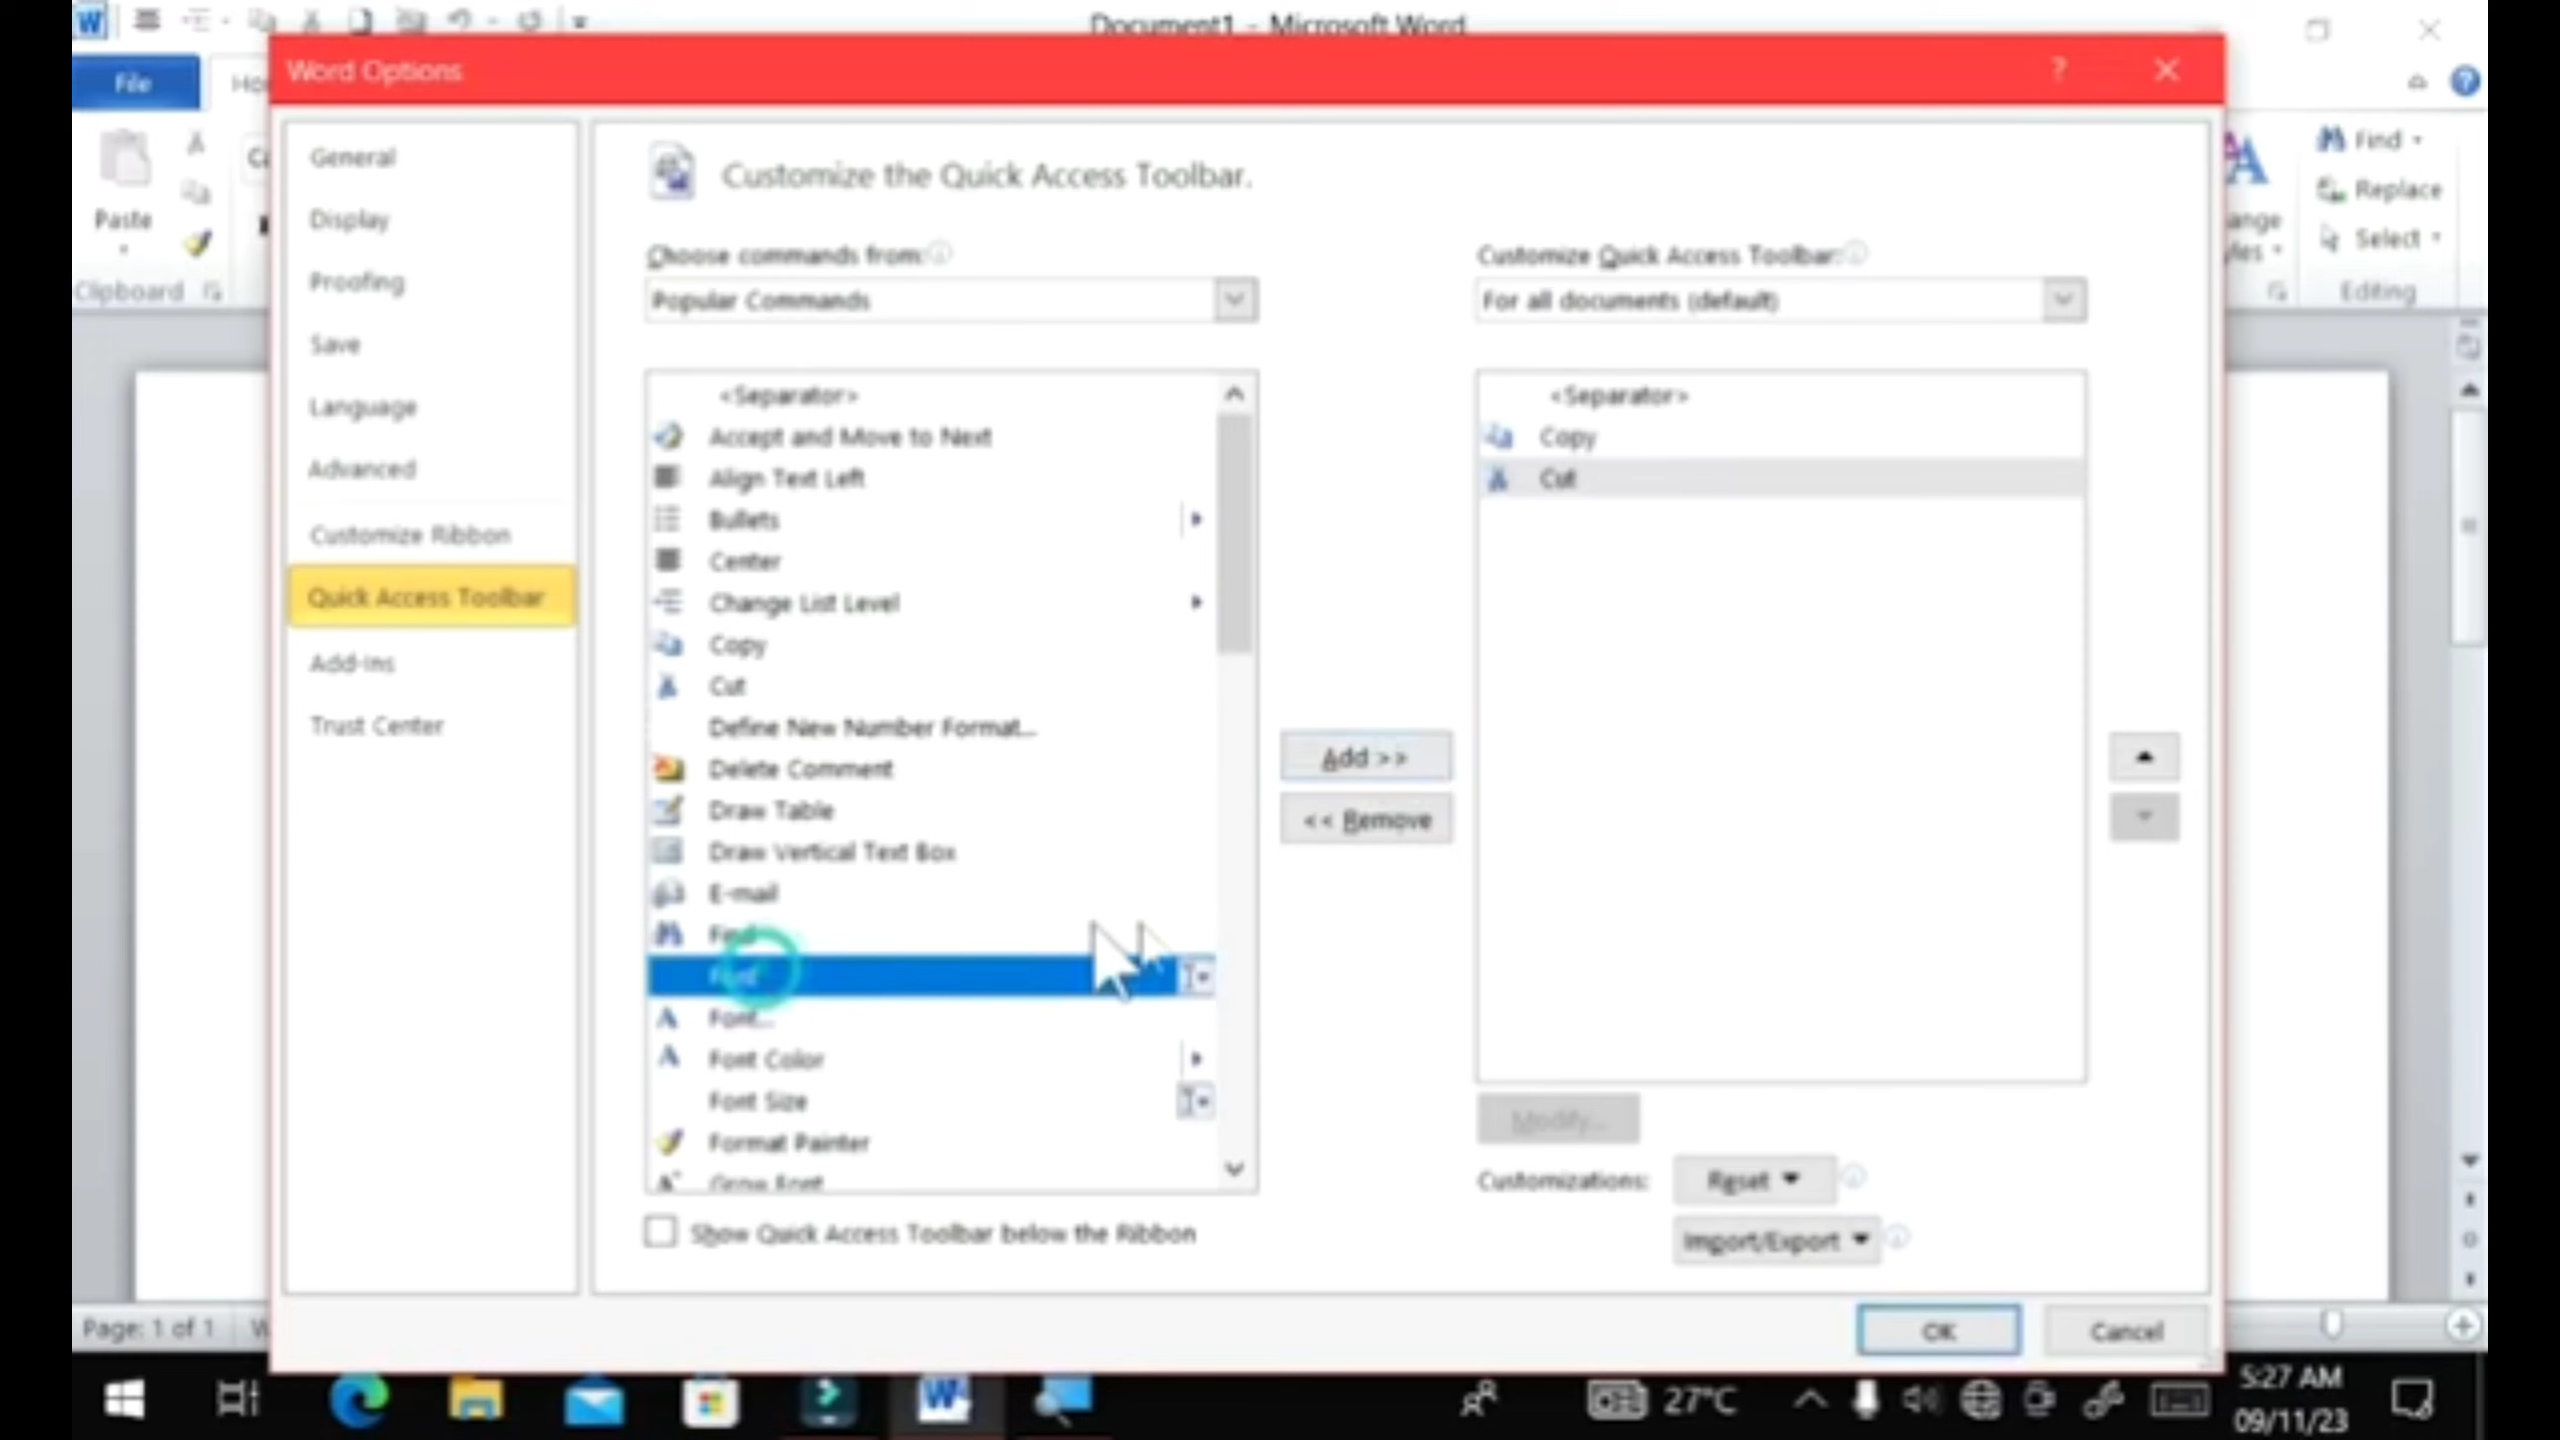 Document1 - Microsoft Word
Word Options
?
File
General
Display
Proofing
Save
Language
Advanced
Customize Ribbon
Quick Access Toolbar
Add-Ins
Trust Center
Paste
Clipboard
Customize the Quick Access Toolbar.
Choose commands from:
Popular Commands
<Separator>
Accept and Move to Next
Align Text Left
Bullets
Center
Change List Level
Copy
Cut
Define New Number Format...
Delete Comment
Draw Table
Draw Vertical Text Box
E-mail
Find
Font
Font...
Font Color
Font Size
Format Painter
Grow Font
Show Quick Access Toolbar below the Ribbon
Add >>
<< Remove
Customize Quick Access Toolbar:
For all documents (default)
<Separator>
Copy
Cut
Modify...
Customizations:
Reset
Import/Export
OK
Cancel
Find
Replace
Select
Editing
Page: 1 of 1
27°C
5:27 AM
09/11/23